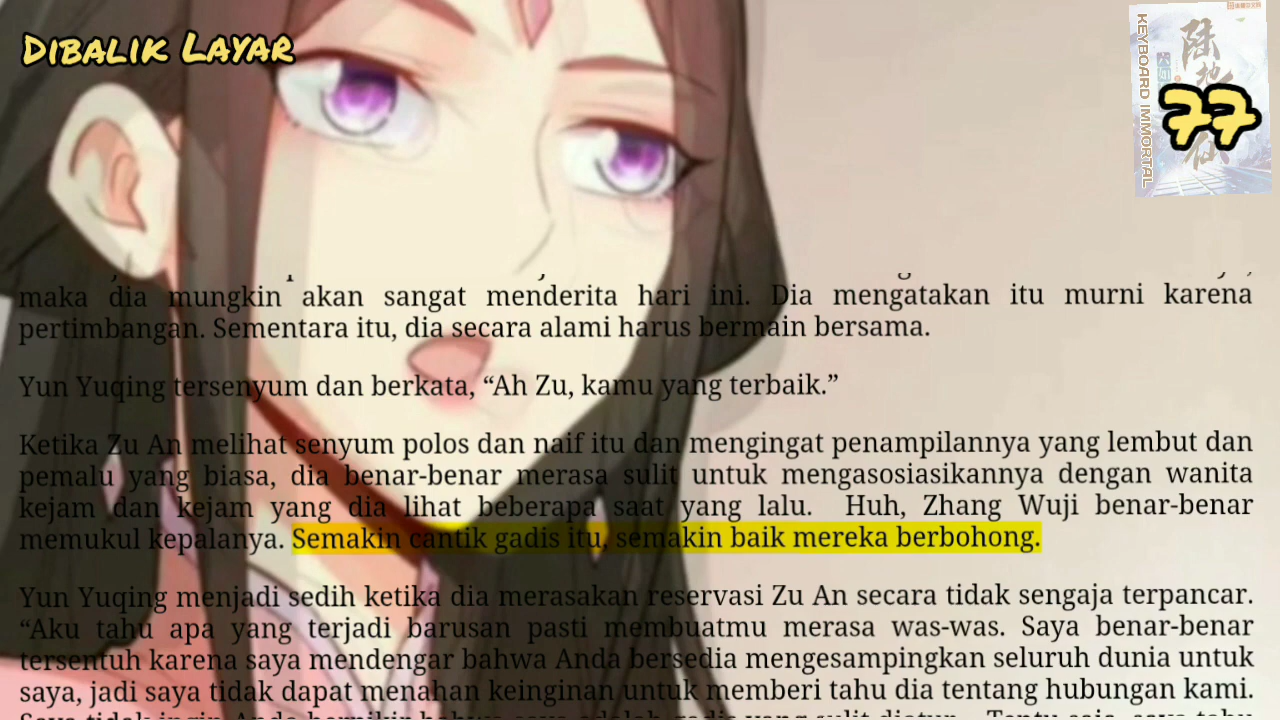 DIBALIK LAYAR
KEYBOARD IMMORTAL
77
maka dia mungkin akan sangat menderita hari ini. Dia mengatakan itu murni karena
pertimbangan. Sementara itu, dia secara alami harus bermain bersama.
Yun Yuqing tersenyum dan berkata, “Ah Zu, kamu yang terbaik.”
Ketika Zu An melihat senyum polos dan naif itu dan mengingat penampilannya yang lembut dan
pemalu yang biasa, dia benar-benar merasa sulit untuk mengasosiasikannya dengan wanita
kejam dan kejam yang dia lihat beberapa saat yang lalu. Huh, Zhang Wuji benar-benar
memukul kepalanya. Semakin cantik gadis itu, semakin baik mereka berbohong.
Yun Yuqing menjadi sedih ketika dia merasakan reservasi Zu An secara tidak sengaja terpancar.
“Aku tahu apa yang terjadi barusan pasti membuatmu merasa was-was. Saya benar-benar
tersentuh karena saya mendengar bahwa Anda bersedia mengesampingkan seluruh dunia untuk
saya, jadi saya tidak dapat menahan keinginan untuk memberi tahu dia tentang hubungan kami.